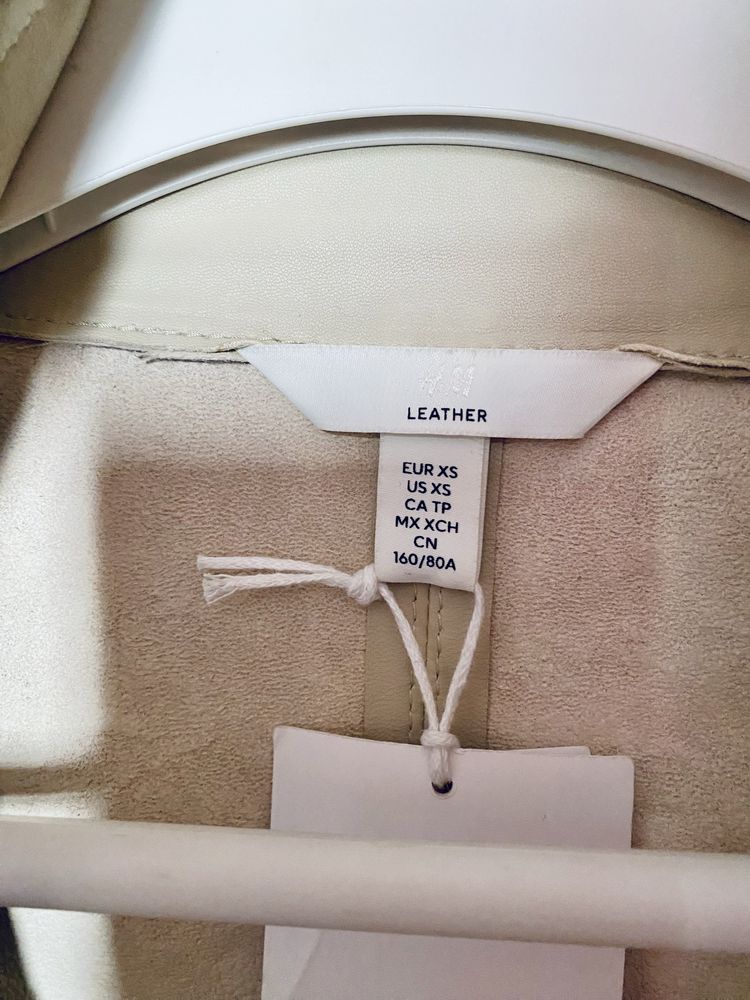 H&M
LEATHER
EUR XS
US XS
CA TP
MX XCH
CN
160/80A